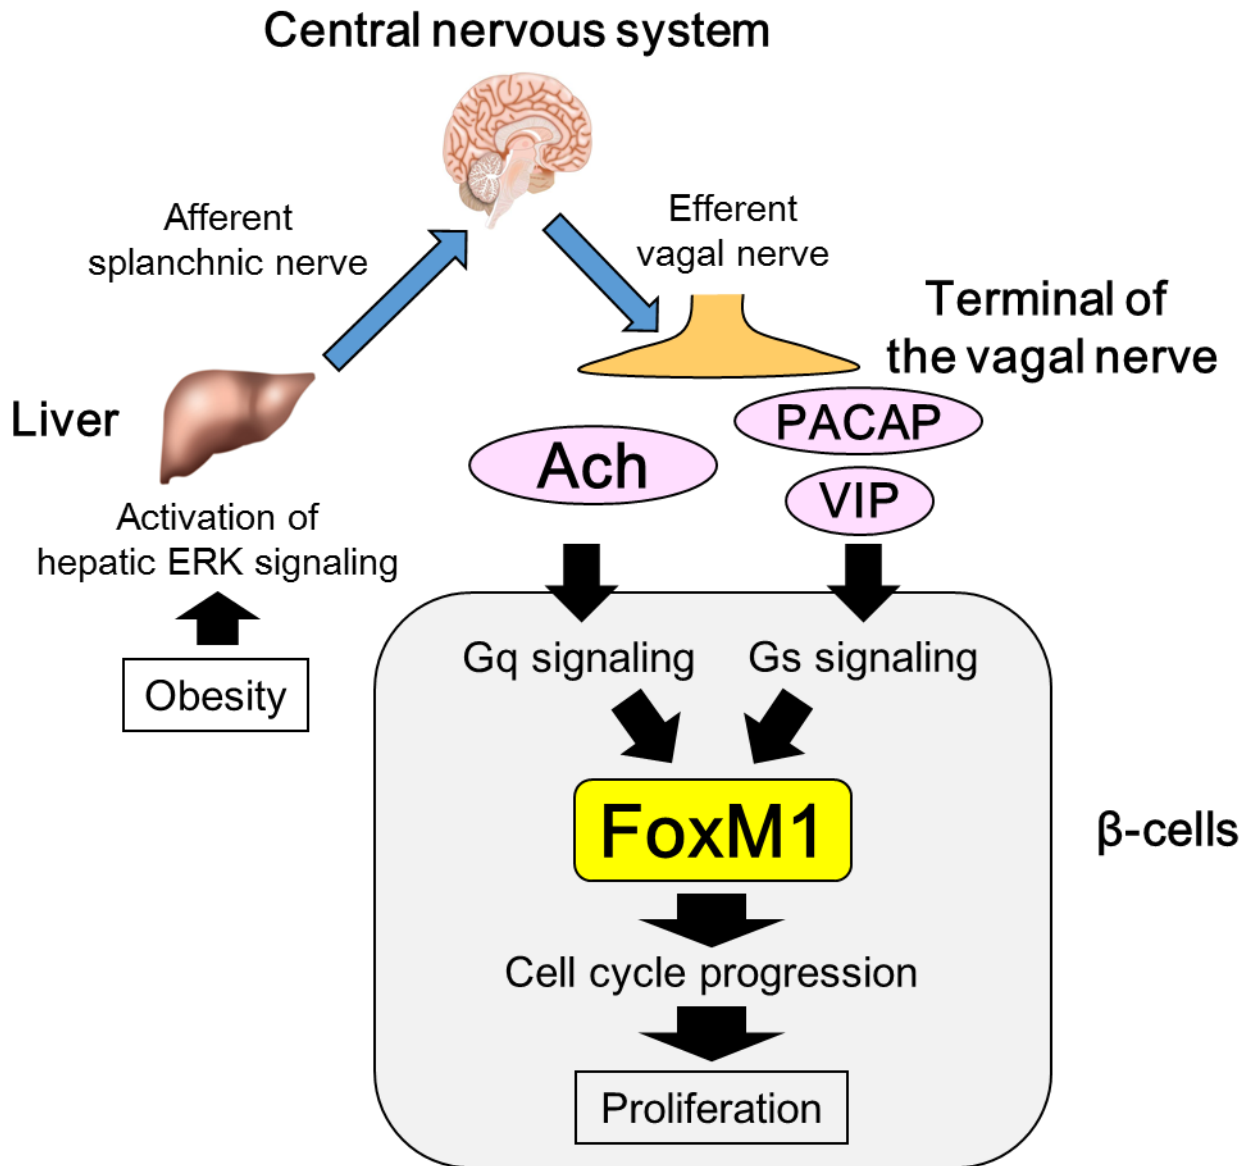 Central nervous system
Afferent
splanchnic nerve
Efferent
vagal nerve
Terminal of
the vagal nerve
Liver
PACAP
Ach
VIP
Activation of
hepatic ERK signaling
Obesity
Gq signaling
Gs signaling
FoxM1
β-cells
Cell cycle progression
Proliferation